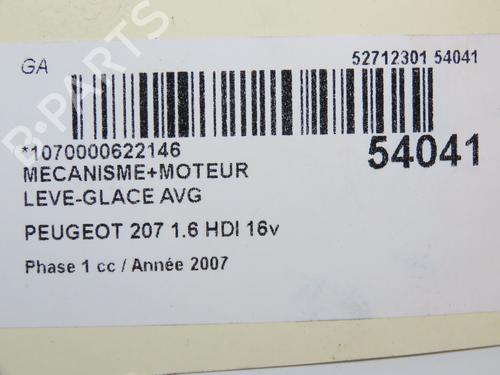 GA
52712301 54041
*1070000622146
54041
MECANISME+MOTEUR
LEVE-GLACE AVG
PEUGEOT 207 1.6 HDI 16v
Phase 1 cc / Année 2007
B-PARTS